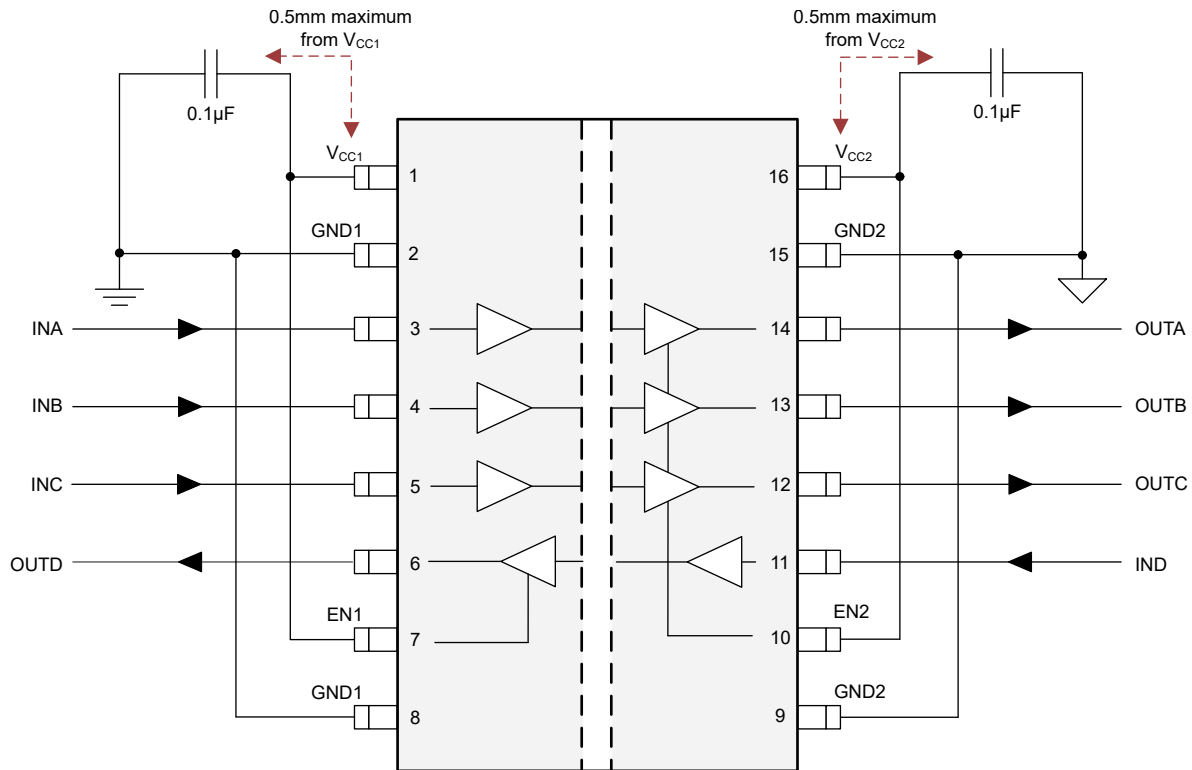 0.5mm maximum
from VCC1
0.5mm maximum
from VCC2
0.1µF
0.1µF
VCC1
VCC2
1
16
GND1
GND2
2
15
INA
3
14
OUTA
INB
4
13
OUTB
INC
5
12
OUTC
OUTD
6
11
IND
EN1
EN2
7
10
GND1
GND2
8
9